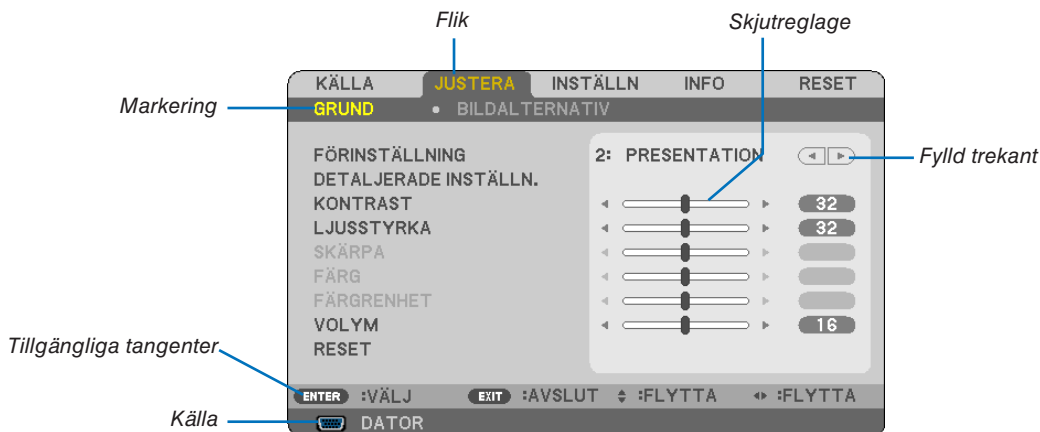 Flik
Skjutreglage
KÄLLA JUSTERA INSTÄLLN INFO RESET
Markering
GRUND • BILDALTERNATIV
FÖRINSTÄLLNING 2: PRESENTATION
Fylld trekant
DETALJERADE INSTÄLLN.
KONTRAST 32
LJUSSTYRKA 32
SKÄRPA
FÄRG
FÄRGRENHET
VOLYM 16
RESET
Tillgängliga tangenter
ENTER :VÄLJ EXIT :AVSLUT :FLYTTA :FLYTTA
Källa
DATOR